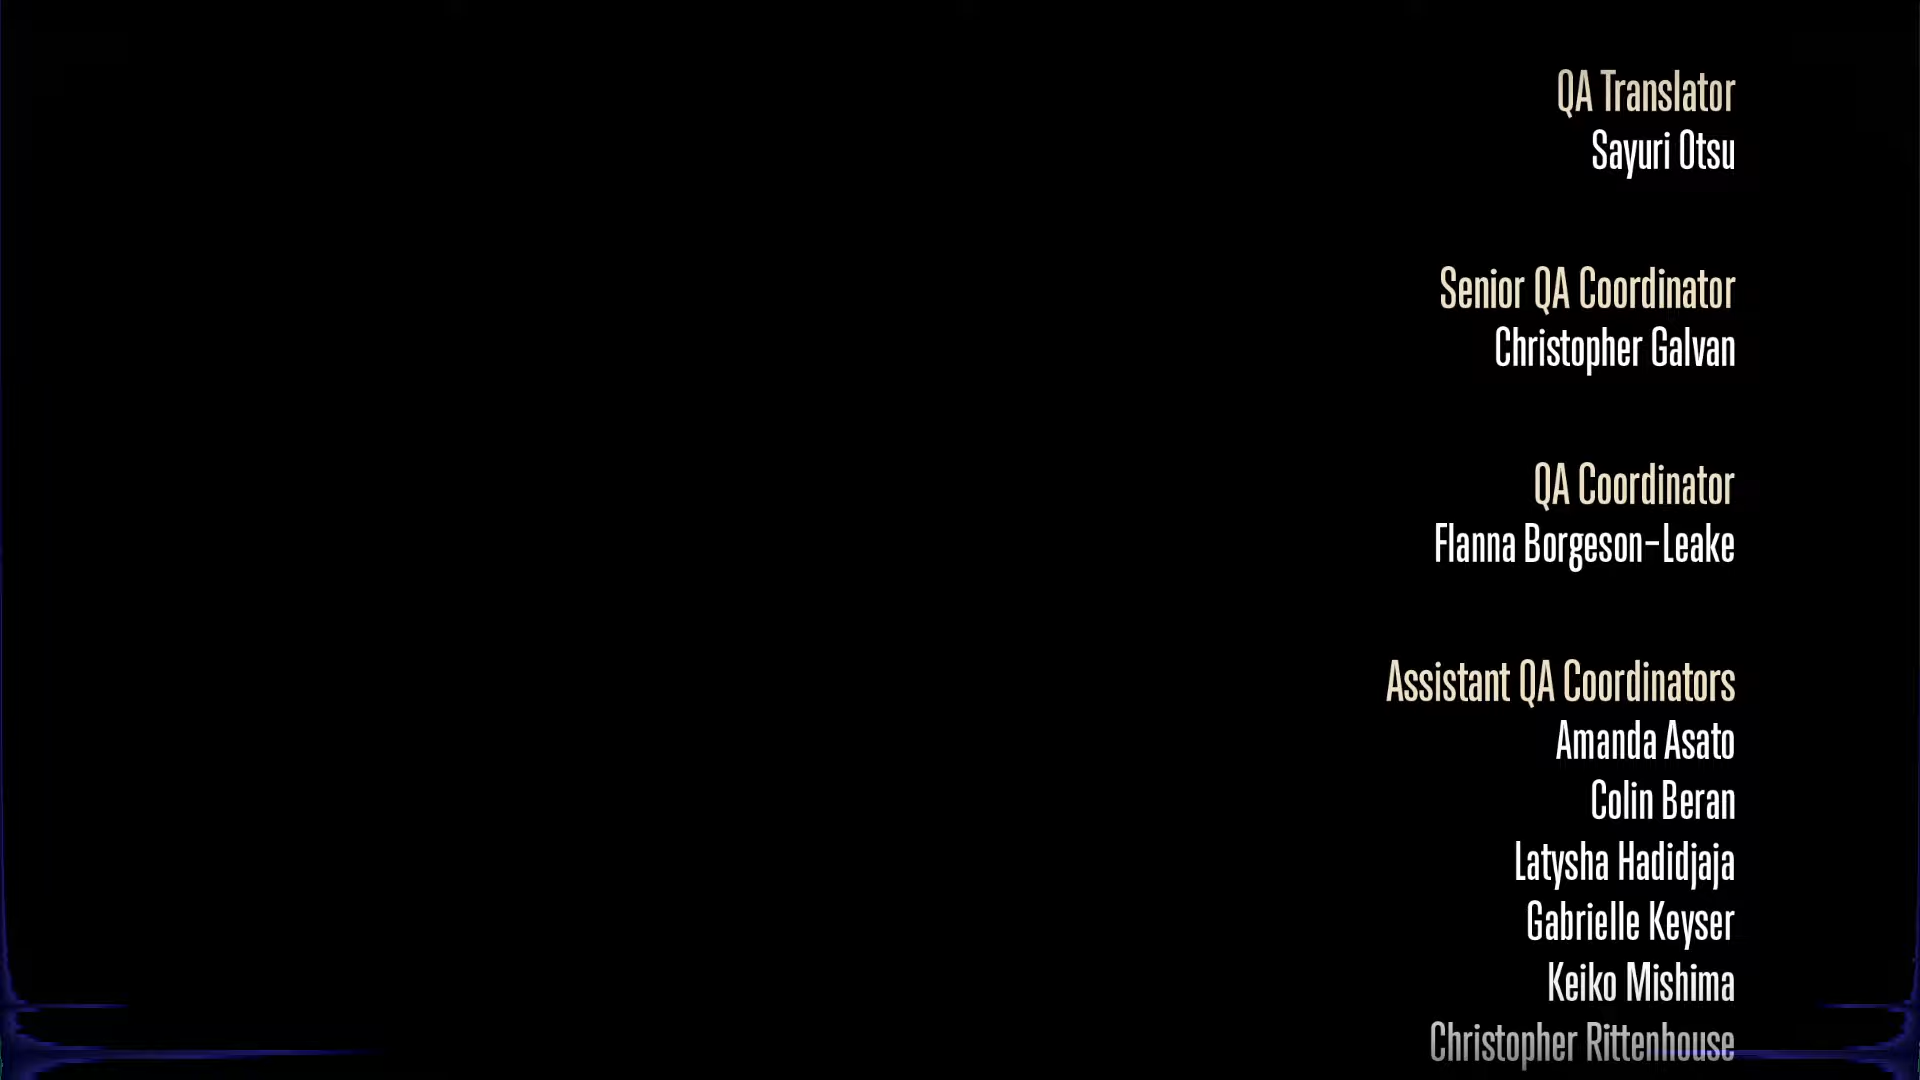 QA Translator
Sayuri Otsu
Senior QA Coordinator
Christopher Galvan
QA Coordinator
Flanna Borgeson-Leake
Assistant QA Coordinators
Amanda Asato
Colin Beran
Latysha Hadidjaja
Gabrielle Keyser
Keiko Mishima
Christopher Rittenhouse